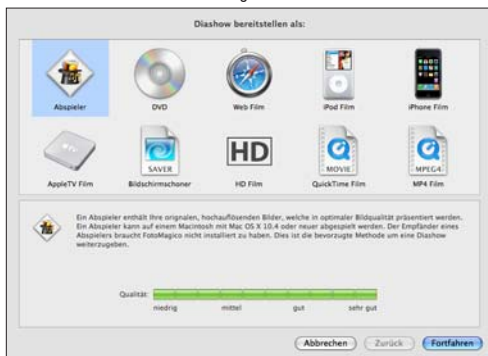 Diashow bereitstellen als:
Abspieler
DVD
Web Film
iPod Film
iPhone Film
SAVER
HD
MOVIE
MPEG4
AppleTV Film
Bildschirmschoner
HD Film
QuickTime Film
MP4 Film
Ein Abspieler enthält Ihre orignalen, hochauflösenden Bilder, welche in optimaler Bildqualität präsentiert werden.
Ein Abspieler kann auf einem Macintosh mit Mac OS X 10.4 oder neuer abgespielt werden. Der Empfänger eines
Abspielers braucht FotoMagico nicht installiert zu haben. Dies ist die bevorzugte Methode um eine Diashow
weiterzugeben.
Qualität:
niedrig mittel gut sehr gut
Abbrechen Zurück Fortfahren